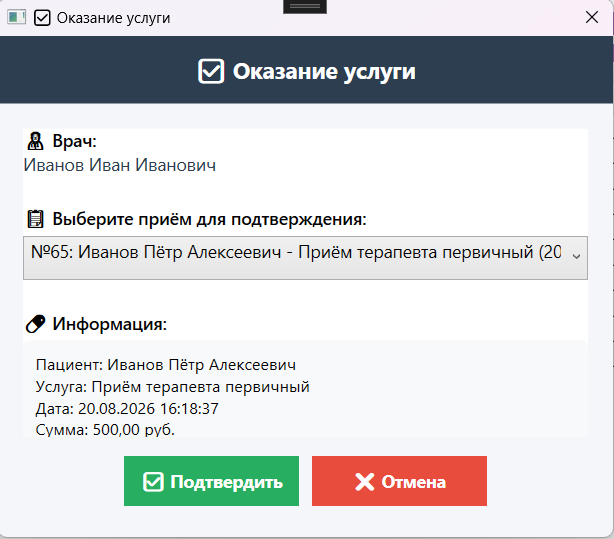 Оказание услуги
Оказание услуги
Врач:
Иванов Иван Иванович
Выберите приём для подтверждения:
№65: Иванов Пётр Алексеевич - Приём терапевта первичный (20
Информация:
Пациент: Иванов Пётр Алексеевич
Услуга: Приём терапевта первичный
Дата: 20.08.2026 16:18:37
Сумма: 500,00 руб.
Подтвердить
Отмена